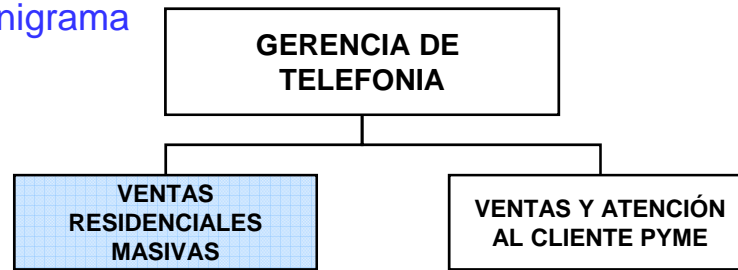 nigrama
GERENCIA DE
TELEFONIA
VENTAS
RESIDENCIALES
MASIVAS
VENTAS Y ATENCIÓN
AL CLIENTE PYME